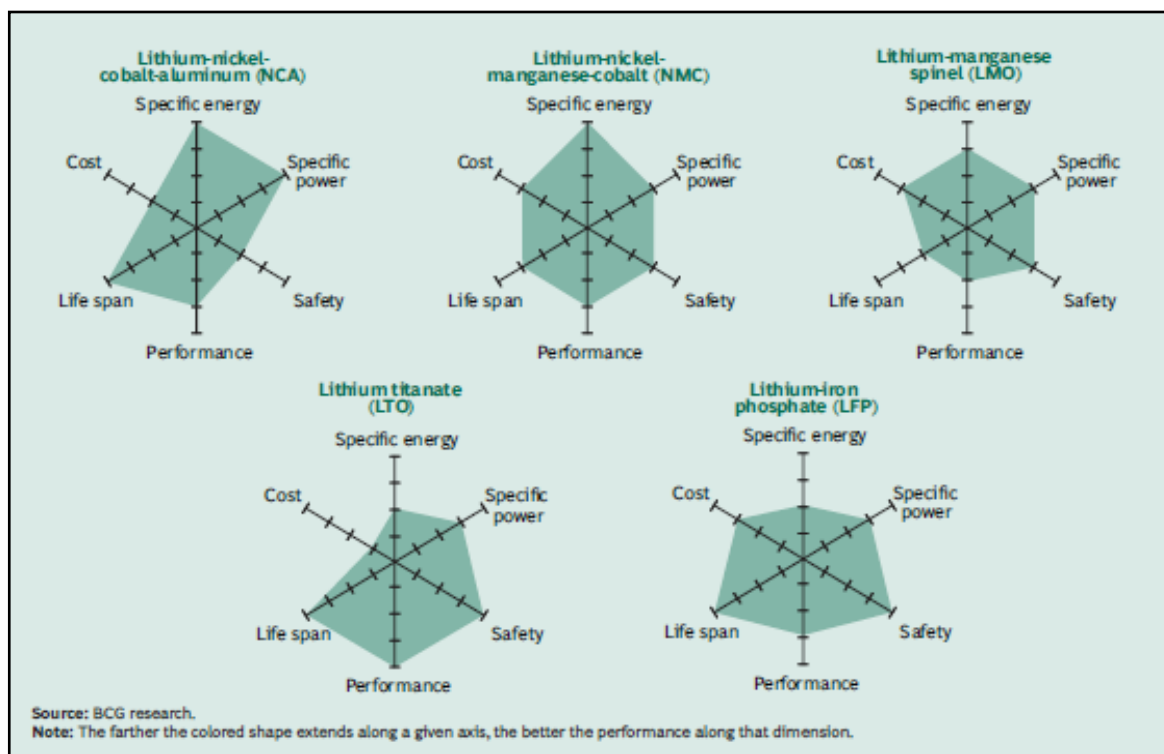 Lithium-nickel-
cobalt-aluminum (NCA)
Specific energy
Cost
Specific
power
Life span
Safety
Performance
Lithium-nickel-
manganese-cobalt (NMC)
Specific energy
Cost
Specific
power
Life span
Safety
Performance
Lithium-manganese
spinel (LMO)
Specific energy
Cost
Specific
power
Life span
Safety
Performance
Lithium titanate
(LTO)
Specific energy
Cost
Specific
power
Life span
Safety
Performance
Lithium-iron
phosphate (LFP)
Specific energy
Cost
Specific
power
Life span
Safety
Performance
Source: BCG research.
Note: The farther the colored shape extends along a given axis, the better the performance along that dimension.